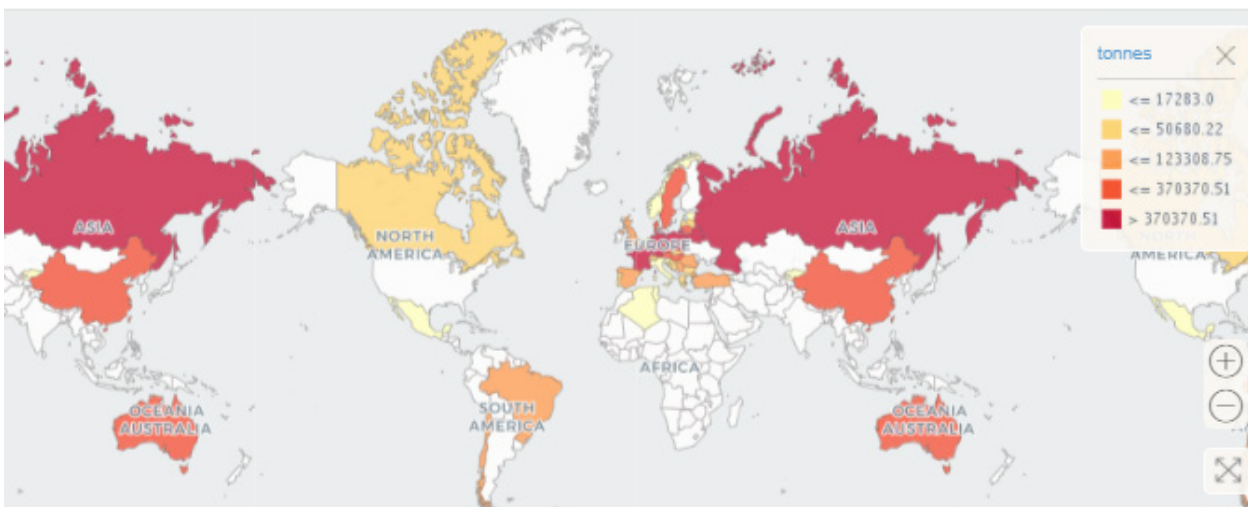 tonnes
<= 17283.0
<= 50680.22
<= 123308.75
<= 370370.51
> 370370.51
ASIA
NORTH
AMERICA
EUROPE
ASIA
AMERICA
AFRICA
OCEANIA
AUSTRALIA
SOUTH
AMERICA
OCEANIA
AUSTRALIA